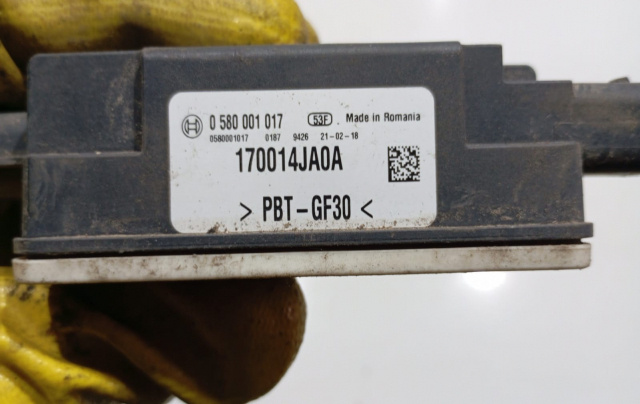 0 580 001 017 53F Made in Romania
0580001017 0187 9426 21-02-18
170014JA0A
> PBT-GF30 <